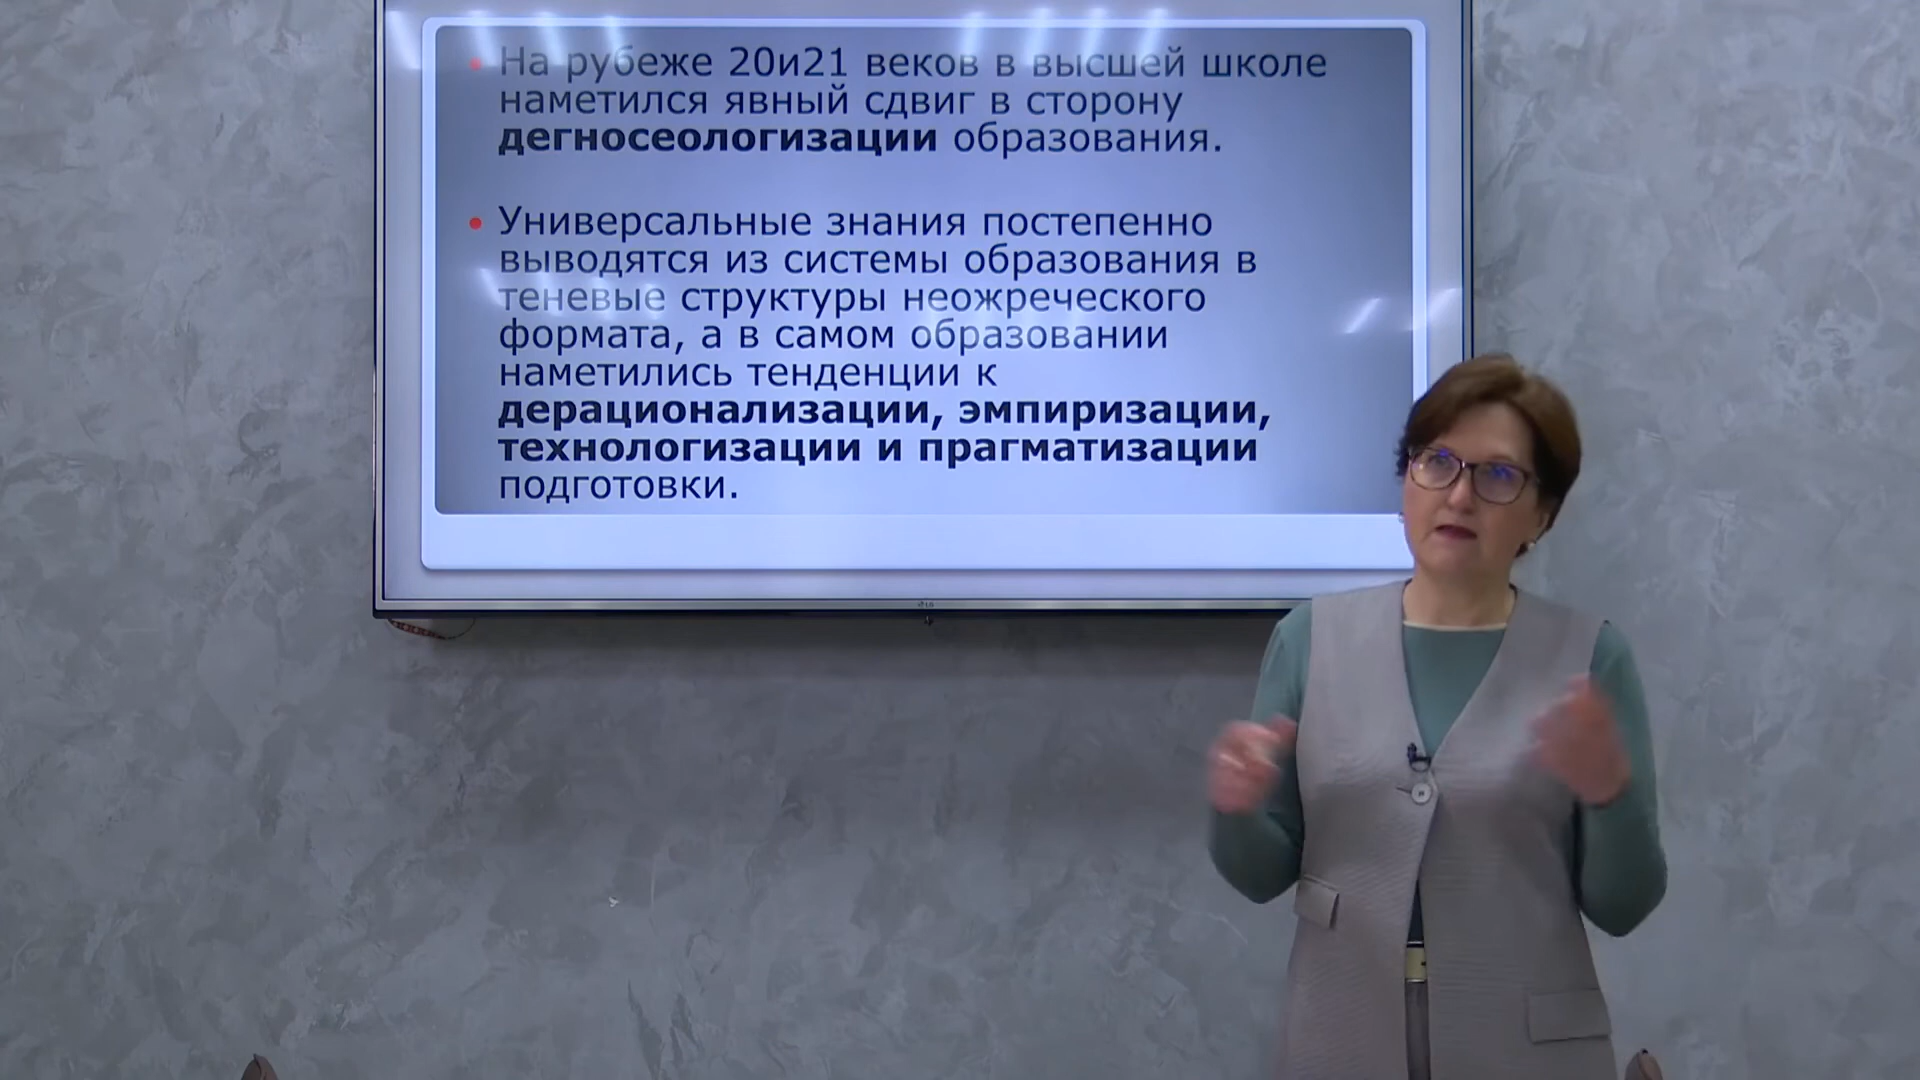 На рубеже 20и21 веков в высшей школе
наметился явный сдвиг в сторону
дегносеологизации образования.
Универсальные знания постепенно
выводятся из системы образования в
теневые структуры неожреческого
формата, а в самом образовании
наметились тенденции к
дерационализации, эмпиризации,
технологизации и прагматизации
подготовки.
LG